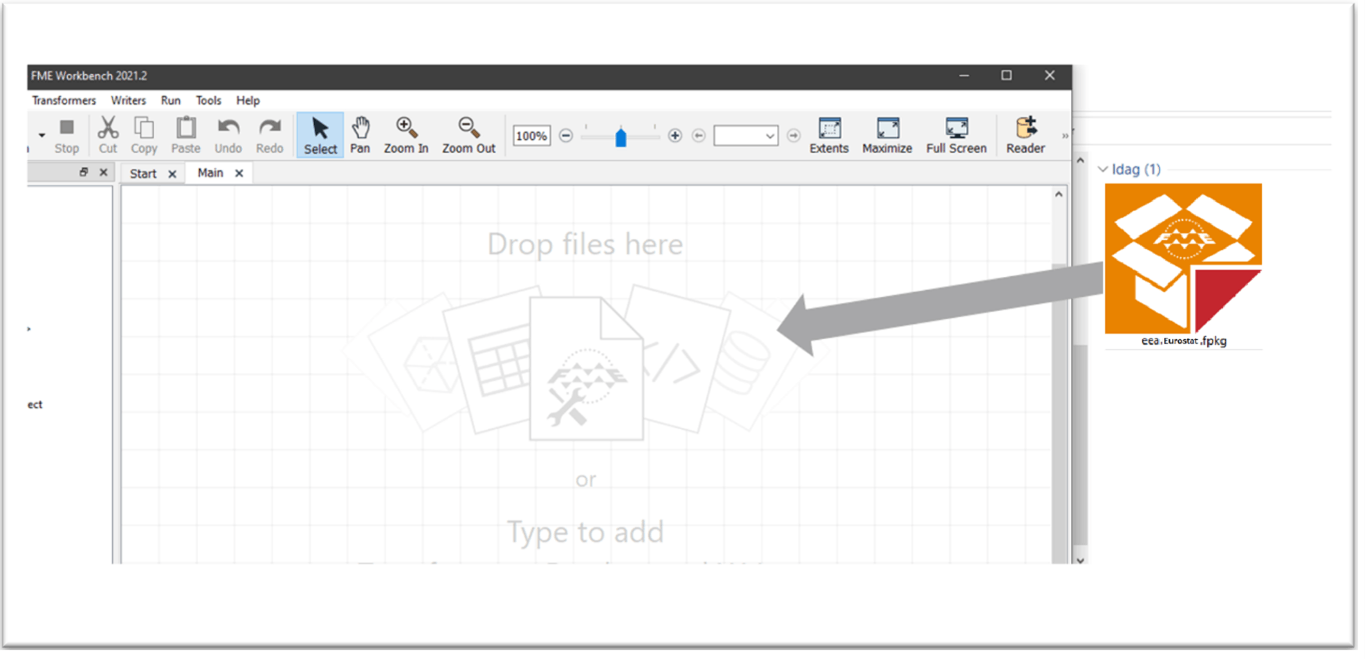 FME Workbench 2021.2
Transformers Writers Run Tools Help
Stop Cut Copy Paste Undo Redo Select Pan Zoom In Zoom Out 100% Extents Maximize Full Screen Reader
Start Main
Idag (1)
Drop files here
FME
eea.Eurostat.fpkg
ect
or
Type to add